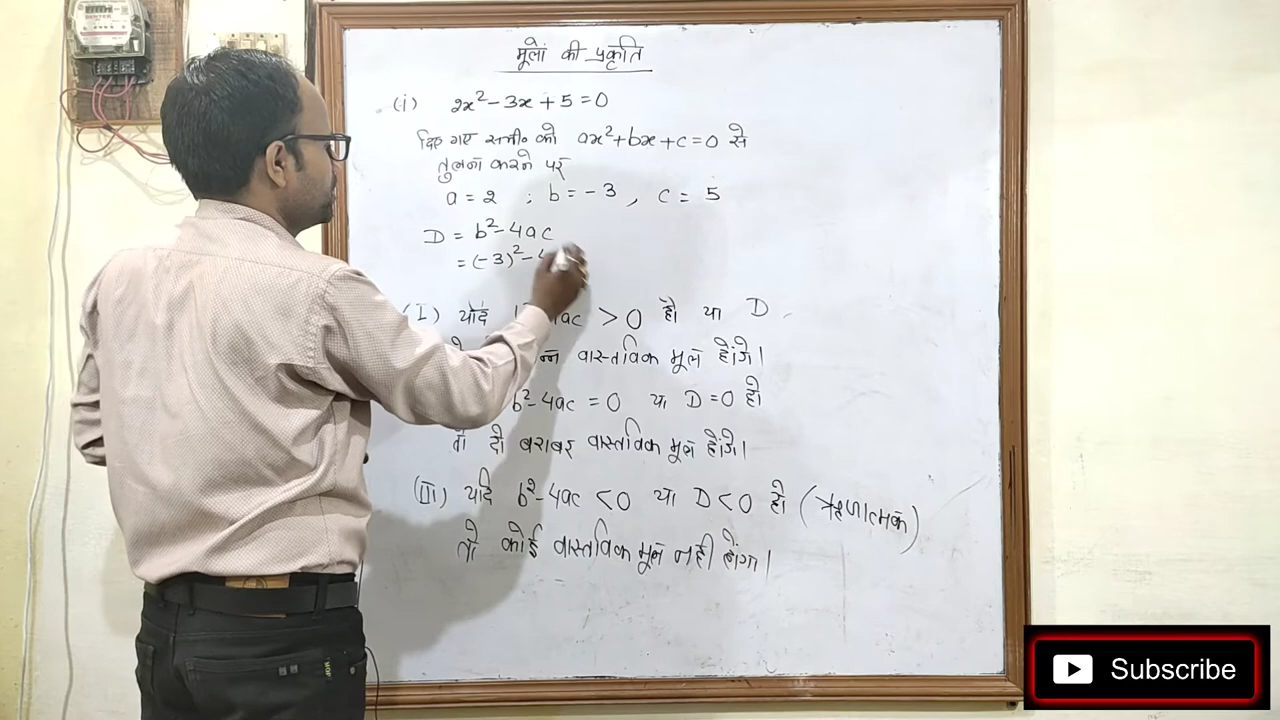 मूलों की प्रकृति
(i) 2x² - 3x + 5 = 0
दिए गए समी० को ax² + bx + c = 0 से
तुलना करने पर
a = 2 ; b = - 3 , c = 5
D = b² - 4ac
= (-3)² -
(I) यदि ac > 0 हो या D
वास्तविक मूल होंगे।
b² - 4ac = 0 या D = 0 हो
तो दो बराबर वास्तविक मूल होंगे।
(III) यदि b² - 4ac < 0 या D < 0 हो (ऋणात्मक)
तो कोई वास्तविक मूल नही होंगा।
Subscribe